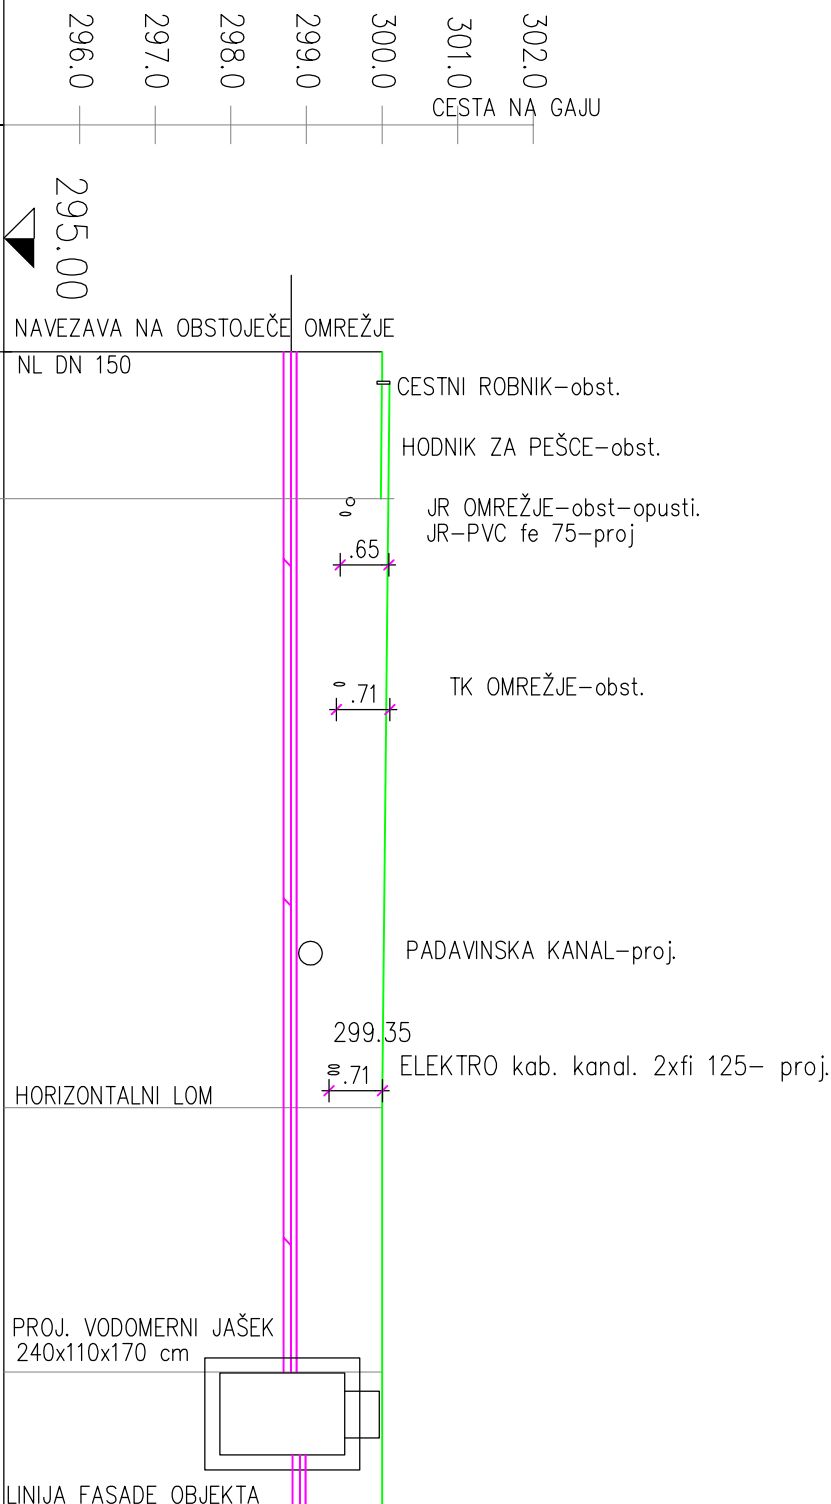 296.0
297.0
298.0
299.0
300.0
301.0
302.0
CESTA NA GAJU
295.00
NAVEZAVA NA OBSTOJEČE OMREŽJE
NL DN 150
CESTNI ROBNIK-obst.
HODNIK ZA PEŠCE-obst.
JR OMREŽJE-obst-opusti.
JR-PVC fe 75-proj
.65
TK OMREŽJE-obst.
.71
PADAVINSKA KANAL-proj.
299.35
ELEKTRO kab. kanal. 2xfi 125- proj.
.71
HORIZONTALNI LOM
PROJ. VODOMERNI JAŠEK
240x110x170 cm
LINIJA FASADE OBJEKTA